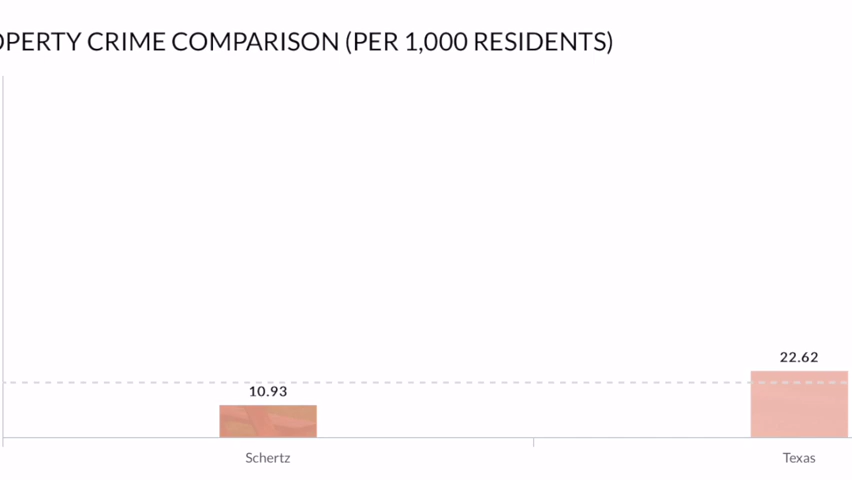 OPERTY CRIME COMPARISON (PER 1,000 RESIDENTS)
22.62
10.93
Schertz
Texas